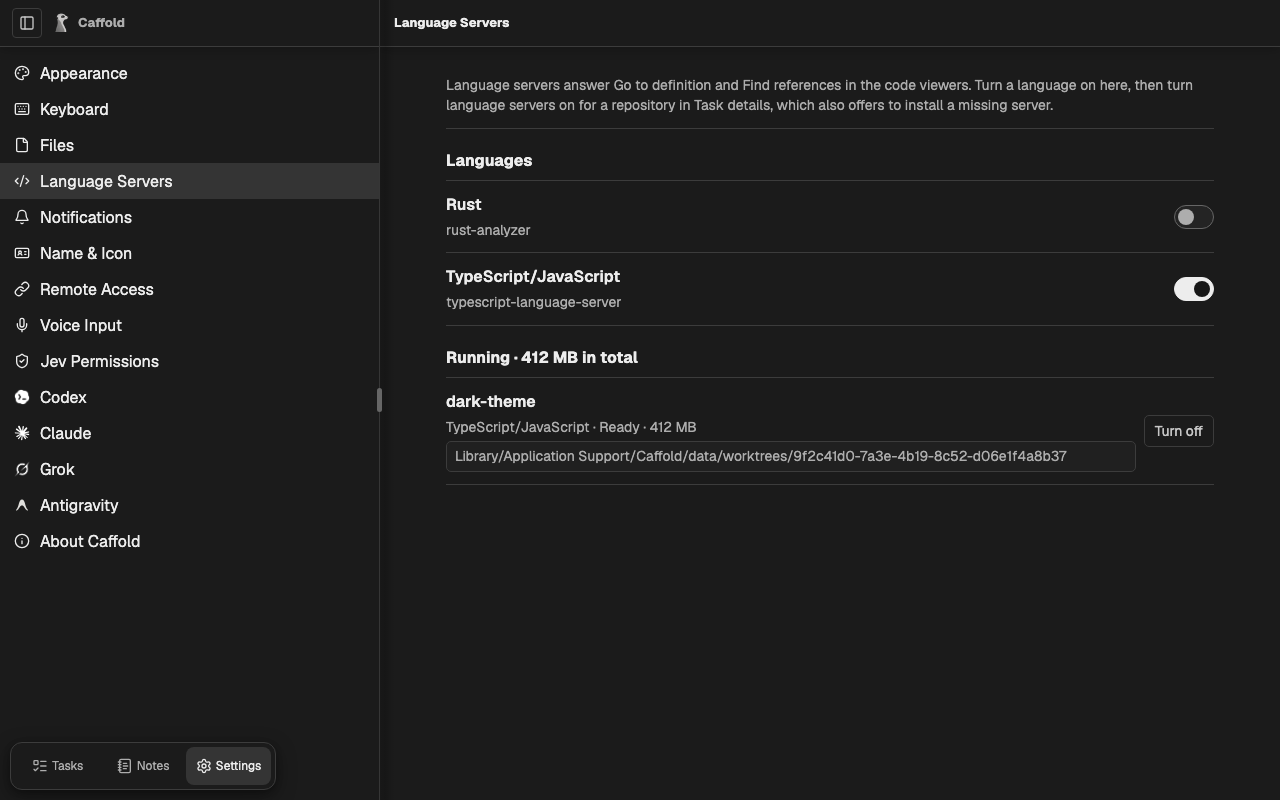 Caffold
Language Servers
Appearance
Keyboard
Files
Language Servers
Notifications
Name & Icon
Remote Access
Voice Input
Jev Permissions
Codex
Claude
Grok
Antigravity
About Caffold
Tasks
Notes
Settings
Language servers answer Go to definition and Find references in the code viewers. Turn a language on here, then turn
language servers on for a repository in Task details, which also offers to install a missing server.
Languages
Rust
rust-analyzer
TypeScript/JavaScript
typescript-language-server
Running · 412 MB in total
dark-theme
TypeScript/JavaScript · Ready · 412 MB
Turn off
Library/Application Support/Caffold/data/worktrees/9f2c41d0-7a3e-4b19-8c52-d06e1f4a8b37